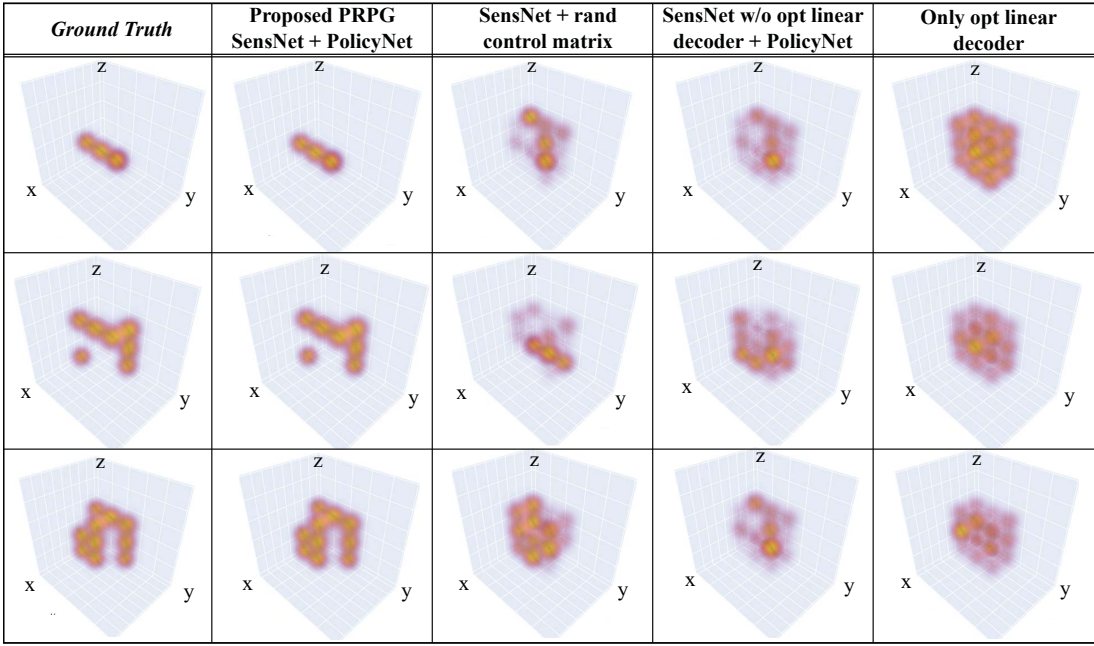 Ground Truth
Proposed PRPG
SensNet + PolicyNet
SensNet + rand
control matrix
SensNet w/o opt linear
decoder + PolicyNet
Only opt linear
decoder
z
x
y
z
x
y
z
x
y
z
x
y
z
x
y
z
x
y
z
x
y
z
x
y
z
x
y
z
x
y
z
x
y
z
x
y
z
x
y
z
x
y
z
x
y